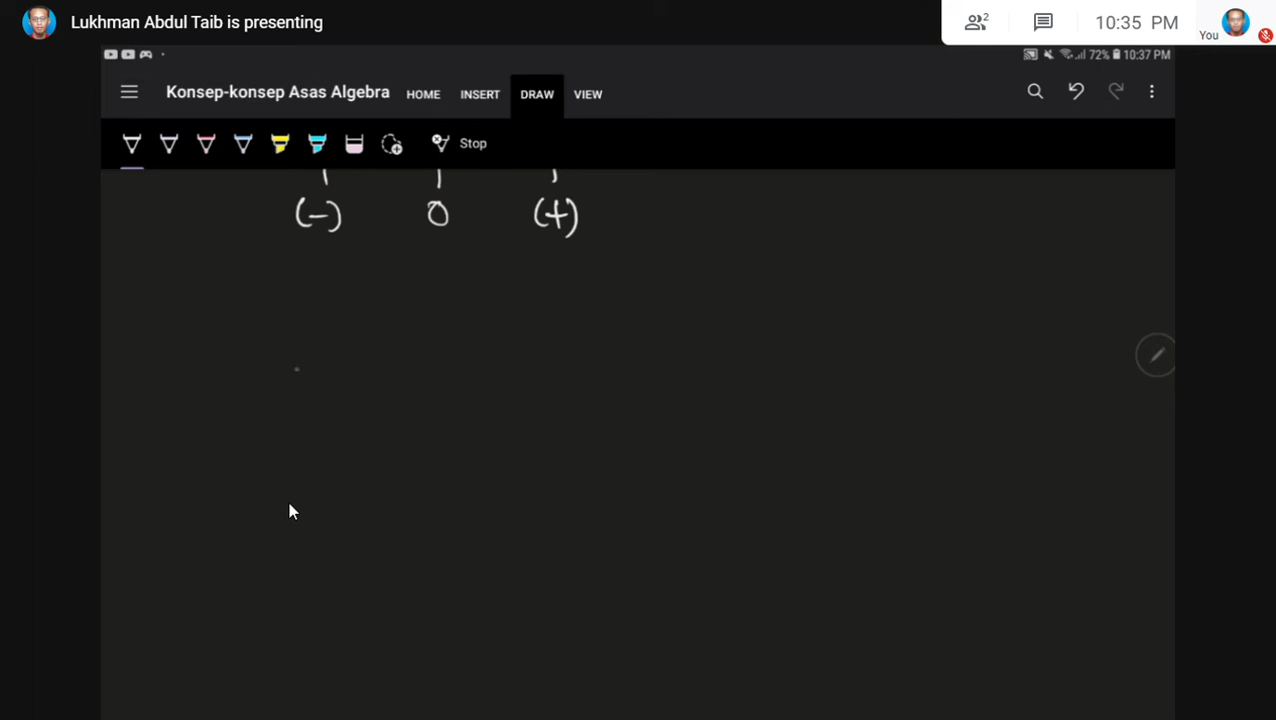 Lukhman Abdul Taib is presenting
2
10:35 PM
You
72% 10:37 PM
Konsep-konsep Asas Algebra HOME INSERT DRAW VIEW
Stop
(-) 0 (+)